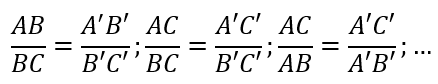 AB/BC = A′B′/B′C′; AC/BC = A′C′/B′C′; AC/AB = A′C′/A′B′; …